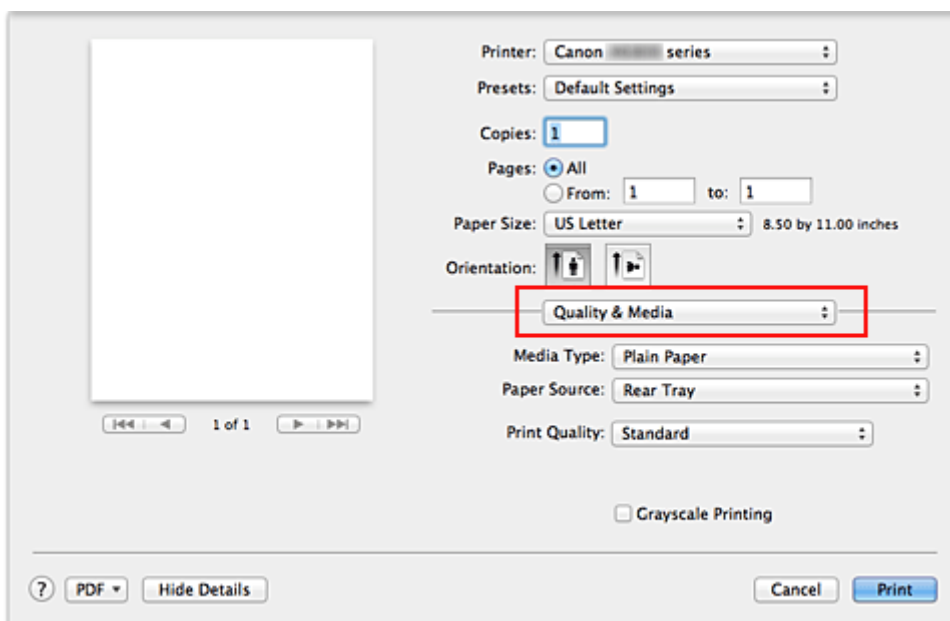 Printer: Canon series
Presets: Default Settings
Copies: 1
Pages: All
From: 1 to: 1
Paper Size: US Letter 8.50 by 11.00 inches
Orientation:
Quality & Media
Media Type: Plain Paper
Paper Source: Rear Tray
1 of 1
Print Quality: Standard
Grayscale Printing
? PDF Hide Details Cancel Print